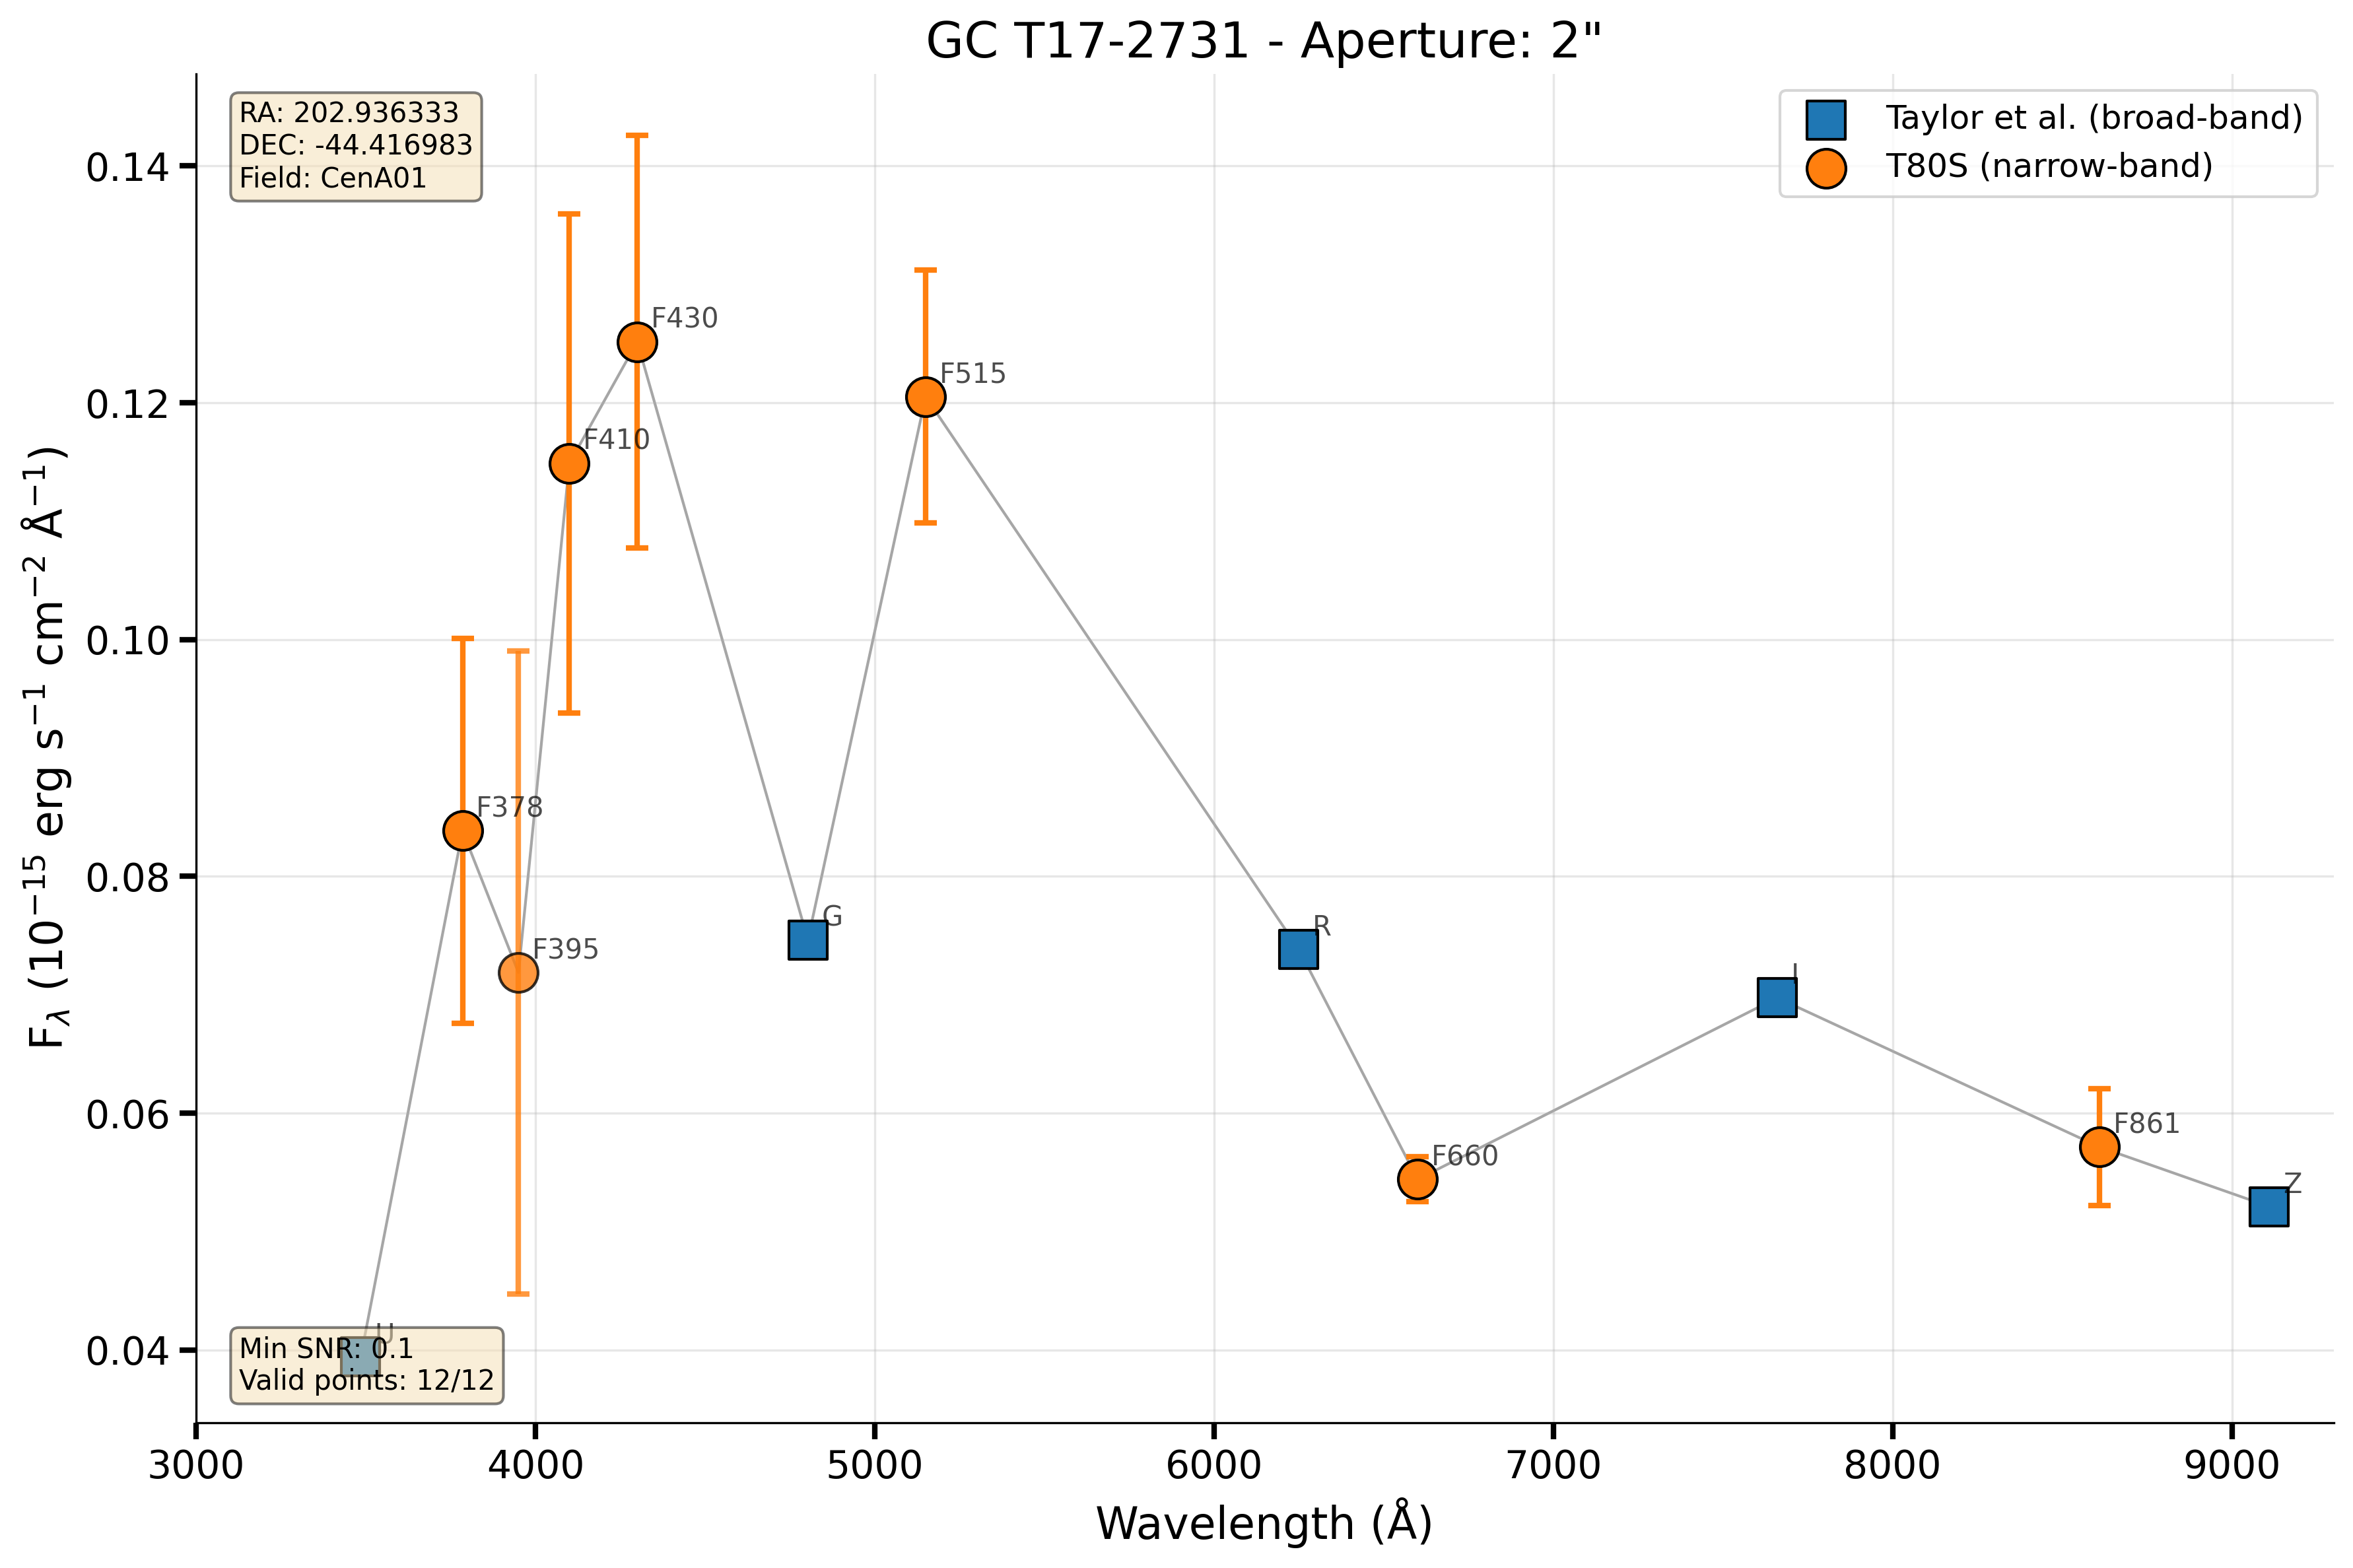 GC T17-2731 - Aperture: 2"
RA: 202.936333
DEC: -44.416983
Field: CenA01
Taylor et al. (broad-band)
T80S (narrow-band)
F430
F515
F410
F378
F395
G
R
I
F660
F861
Z
U
Min SNR: 0.1
Valid points: 12/12
0.14
0.12
0.10
0.08
0.06
0.04
F_λ (10⁻¹⁵ erg s⁻¹ cm⁻² Å⁻¹)
3000 4000 5000 6000 7000 8000 9000
Wavelength (Å)